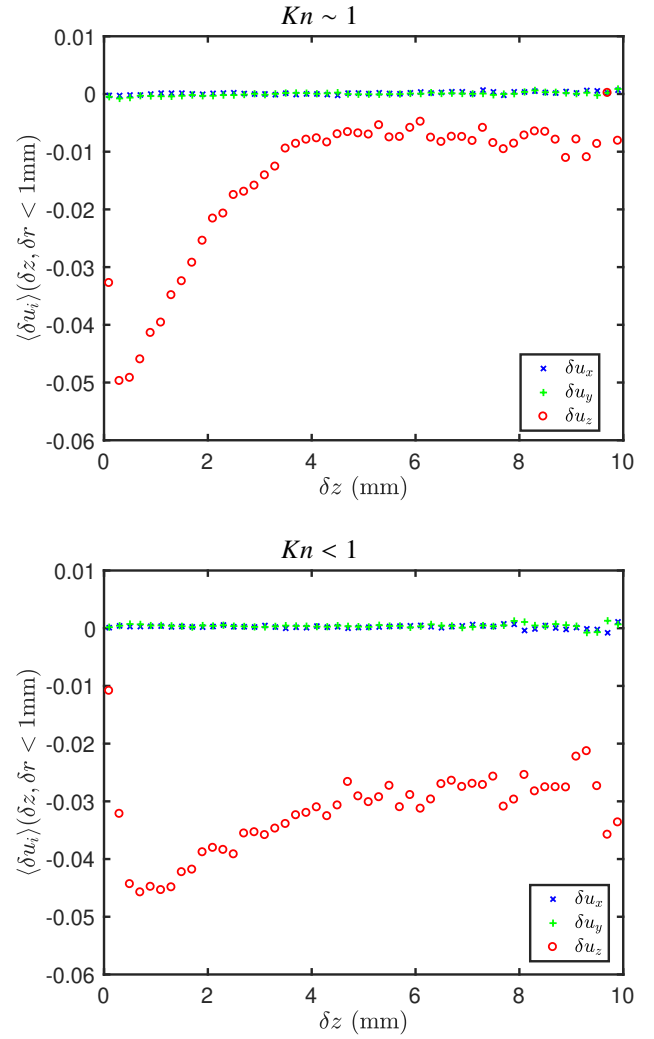 Kn ∼ 1
0.01
0
-0.01
-0.02
-0.03
-0.04
-0.05
-0.06
⟨δu_i⟩(δz, δr < 1mm)
0 2 4 6 8 10
δz (mm)
δu_x
δu_y
δu_z
Kn < 1
0.01
0
-0.01
-0.02
-0.03
-0.04
-0.05
-0.06
⟨δu_i⟩(δz, δr < 1mm)
0 2 4 6 8 10
δz (mm)
δu_x
δu_y
δu_z